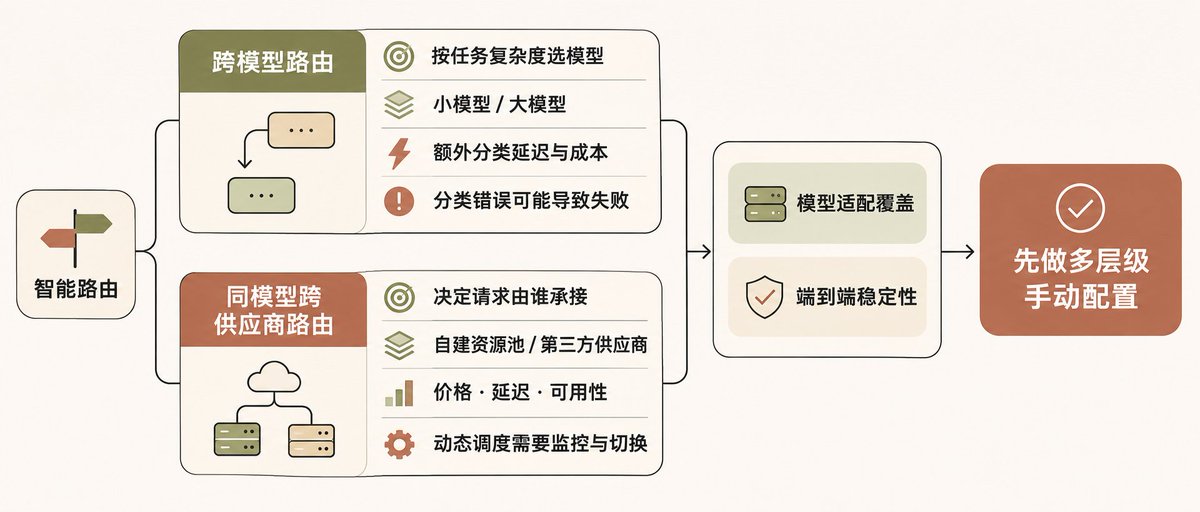 智能路由
跨模型路由
按任务复杂度选模型
小模型 / 大模型
额外分类延迟与成本
分类错误可能导致失败
同模型跨
供应商路由
决定请求由谁承接
自建资源池 / 第三方供应商
价格 · 延迟 · 可用性
动态调度需要监控与切换
模型适配覆盖
端到端稳定性
先做多层级
手动配置